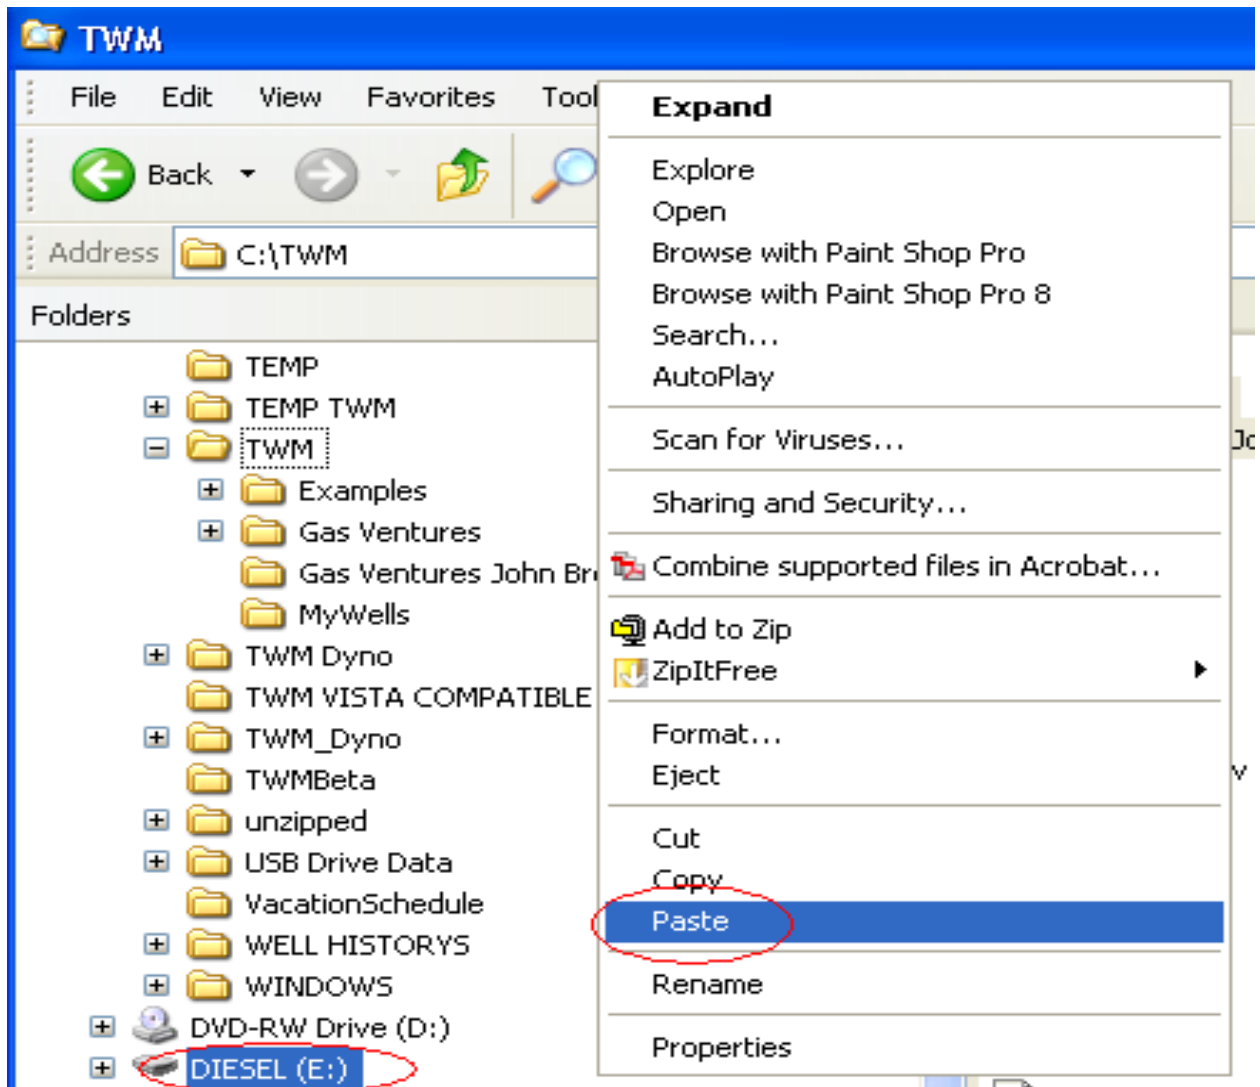 TWM
File Edit View Favorites Tool
Back
Address C:\TWM
Folders
TEMP
TEMP TWM
TWM
Examples
Gas Ventures
Gas Ventures John Br
MyWells
TWM Dyno
TWM VISTA COMPATIBLE
TWM_Dyno
TWMBeta
unzipped
USB Drive Data
VacationSchedule
WELL HISTORYS
WINDOWS
DVD-RW Drive (D:)
DIESEL (E:)
Expand
Explore
Open
Browse with Paint Shop Pro
Browse with Paint Shop Pro 8
Search...
AutoPlay
Scan for Viruses...
Sharing and Security...
Combine supported files in Acrobat...
Add to Zip
ZipItFree
Format...
Eject
Cut
Copy
Paste
Rename
Properties